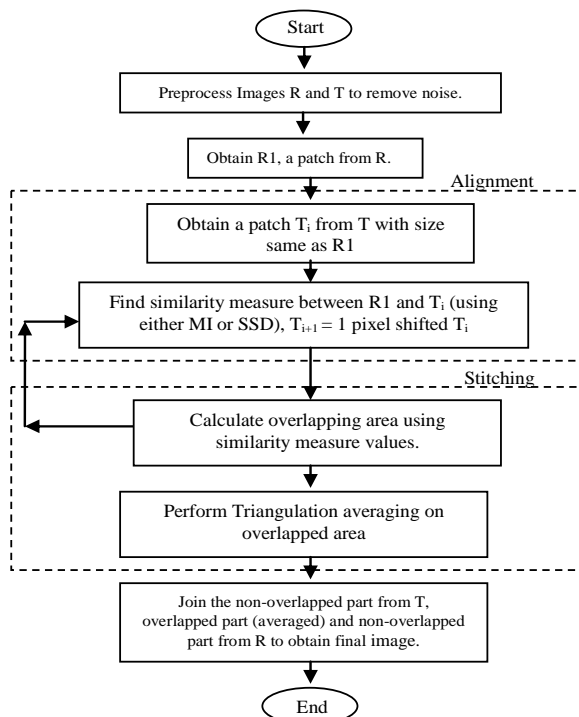 Start
Preprocess Images R and T to remove noise.
Obtain R1, a patch from R.
Alignment
Obtain a patch Tᵢ from T with size
same as R1
Find similarity measure between R1 and Tᵢ (using
either MI or SSD), Tᵢ₊₁ = 1 pixel shifted Tᵢ
Stitching
Calculate overlapping area using
similarity measure values.
Perform Triangulation averaging on
overlapped area
Join the non-overlapped part from T,
overlapped part (averaged) and non-overlapped
part from R to obtain final image.
End